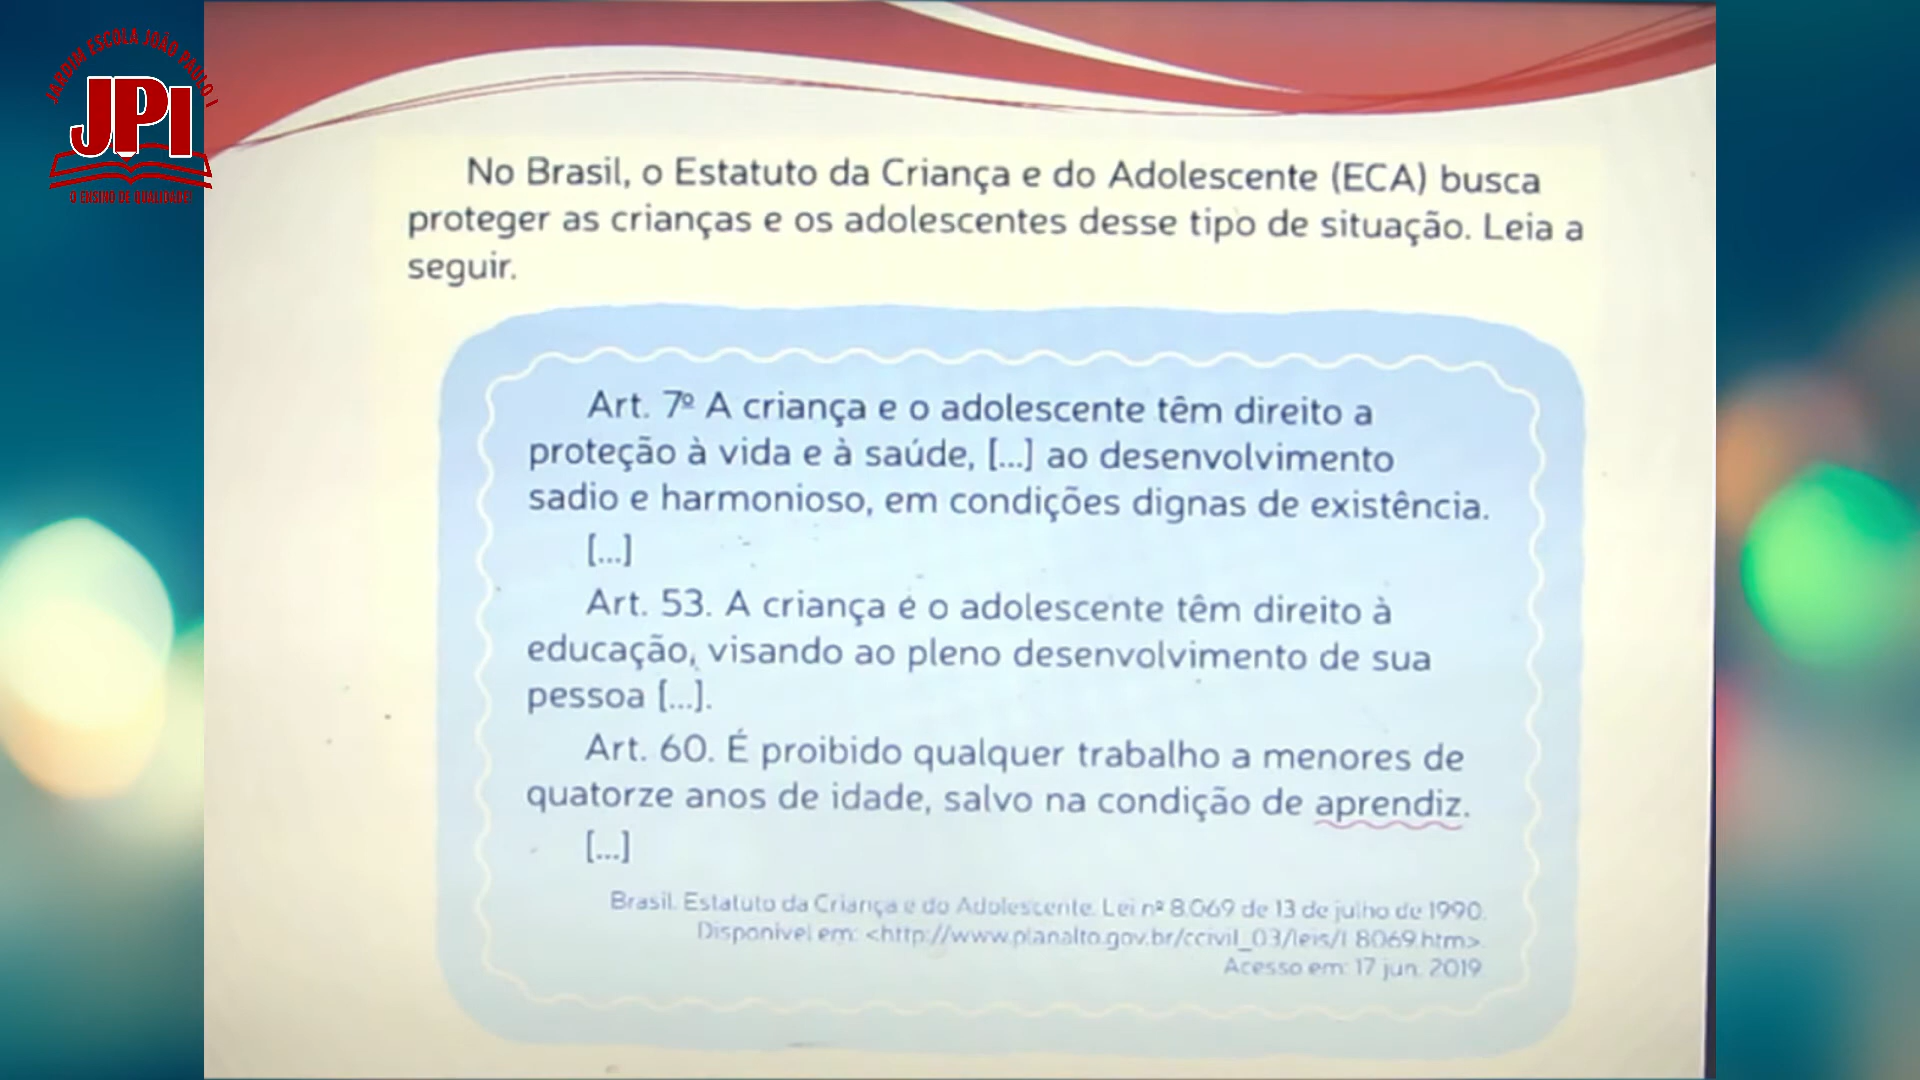 JARDIM ESCOLA JOÃO PAULO I
JPI
O ENSINO DE QUALIDADE!
No Brasil, o Estatuto da Criança e do Adolescente (ECA) busca
proteger as crianças e os adolescentes desse tipo de situação. Leia a
seguir.
Art. 7º A criança e o adolescente têm direito a
proteção à vida e à saúde, [...] ao desenvolvimento
sadio e harmonioso, em condições dignas de existência.
[...]
Art. 53. A criança e o adolescente têm direito à
educação, visando ao pleno desenvolvimento de sua
pessoa [...].
Art. 60. É proibido qualquer trabalho a menores de
quatorze anos de idade, salvo na condição de aprendiz.
[...]
Brasil. Estatuto da Criança e do Adolescente. Lei nº 8.069 de 13 de julho de 1990.
Disponível em: <http://www.planalto.gov.br/ccivil_03/leis/l8069.htm>.
Acesso em: 17 jun. 2019.